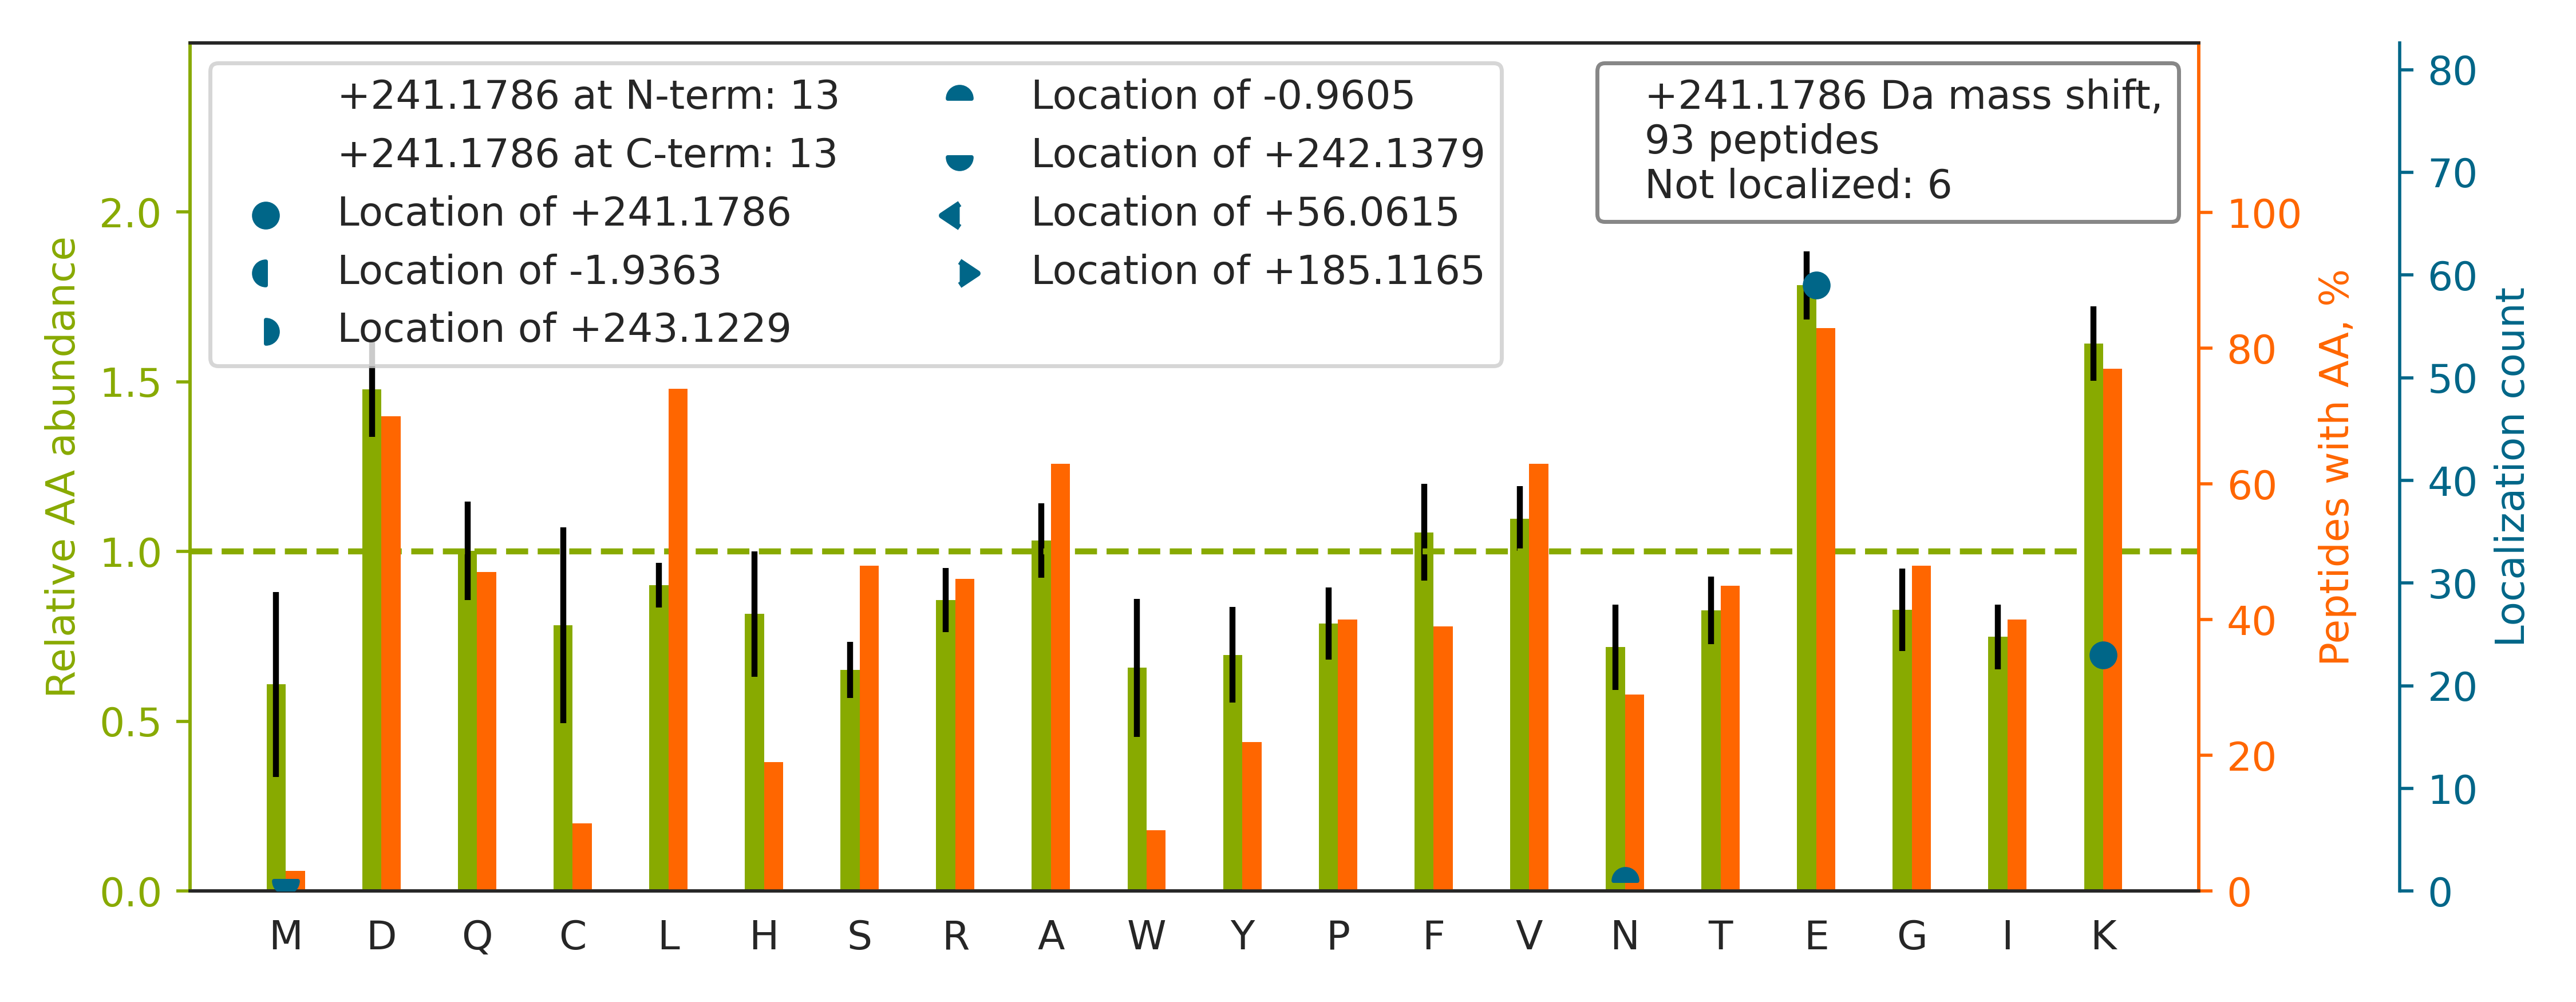 +241.1786 at N-term: 13
+241.1786 at C-term: 13
Location of +241.1786
Location of -1.9363
Location of +243.1229
Location of -0.9605
Location of +242.1379
Location of +56.0615
Location of +185.1165
+241.1786 Da mass shift,
93 peptides
Not localized: 6
Relative AA abundance
2.0
1.5
1.0
0.5
0.0
M D Q C L H S R A W Y P F V N T E G I K
100
80
60
40
20
0
Peptides with AA, %
80
70
60
50
40
30
20
10
0
Localization count